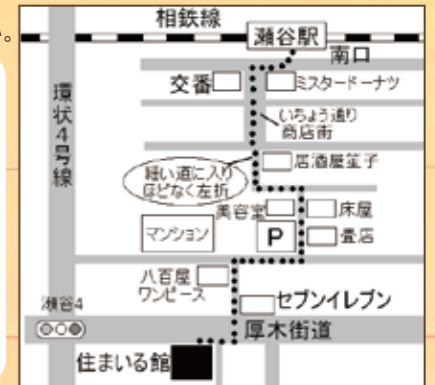 い。
相鉄線
瀬谷駅
南口
交番
ミスタードーナツ
環状4号線
いちょう通り
商店街
居酒屋笙子
細い道に入り
ほどなく左折
美容室
床屋
マンション
P
畳店
八百屋
ワンピース
瀬谷4
セブンイレブン
厚木街道
住まいる館